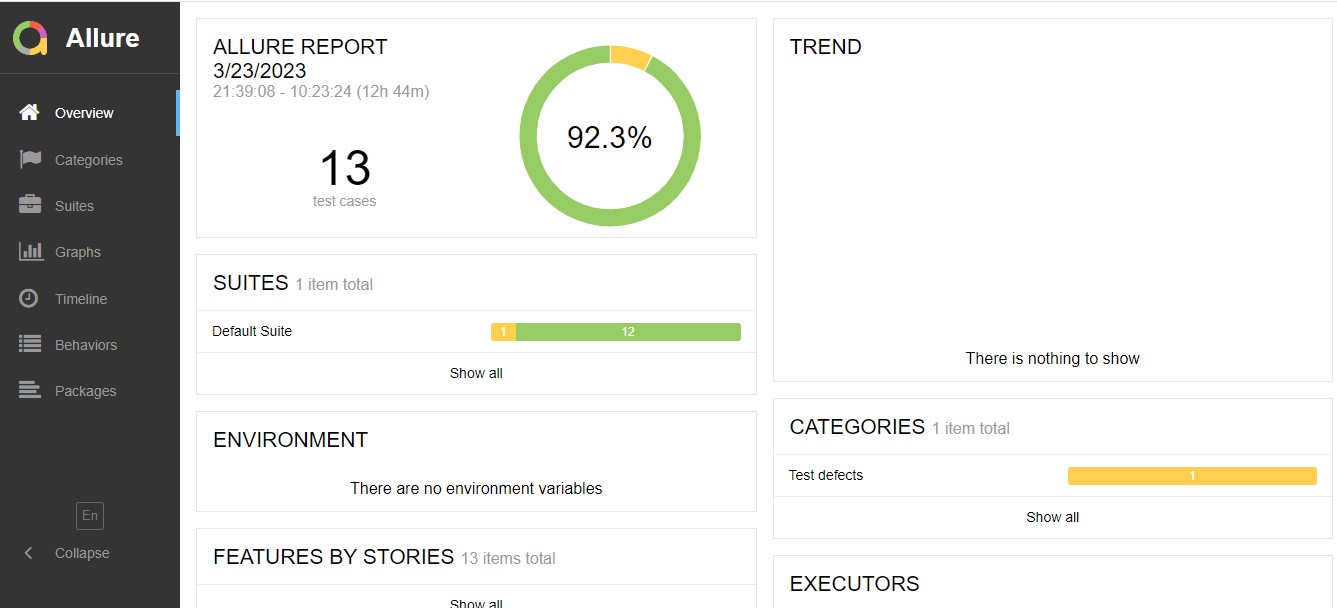 Allure
Overview
Categories
Suites
Graphs
Timeline
Behaviors
Packages
En
Collapse
ALLURE REPORT
3/23/2023
21:39:08 - 10:23:24 (12h 44m)
13
test cases
92.3%
SUITES 1 item total
Default Suite 1 12
Show all
ENVIRONMENT
There are no environment variables
FEATURES BY STORIES 13 items total
Show all
TREND
There is nothing to show
CATEGORIES 1 item total
Test defects 1
Show all
EXECUTORS